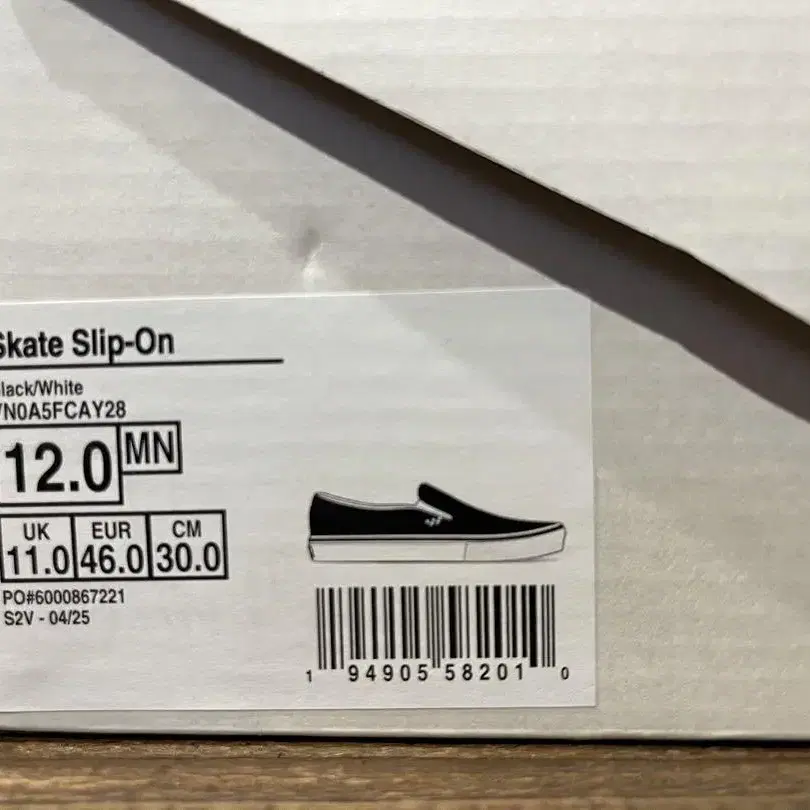 Skate Slip-On
Black/White
VN0A5FCAY28
12.0 MN
UK EUR CM
11.0 46.0 30.0
PO#6000867221
S2V - 04/25
1 94905 58201 0